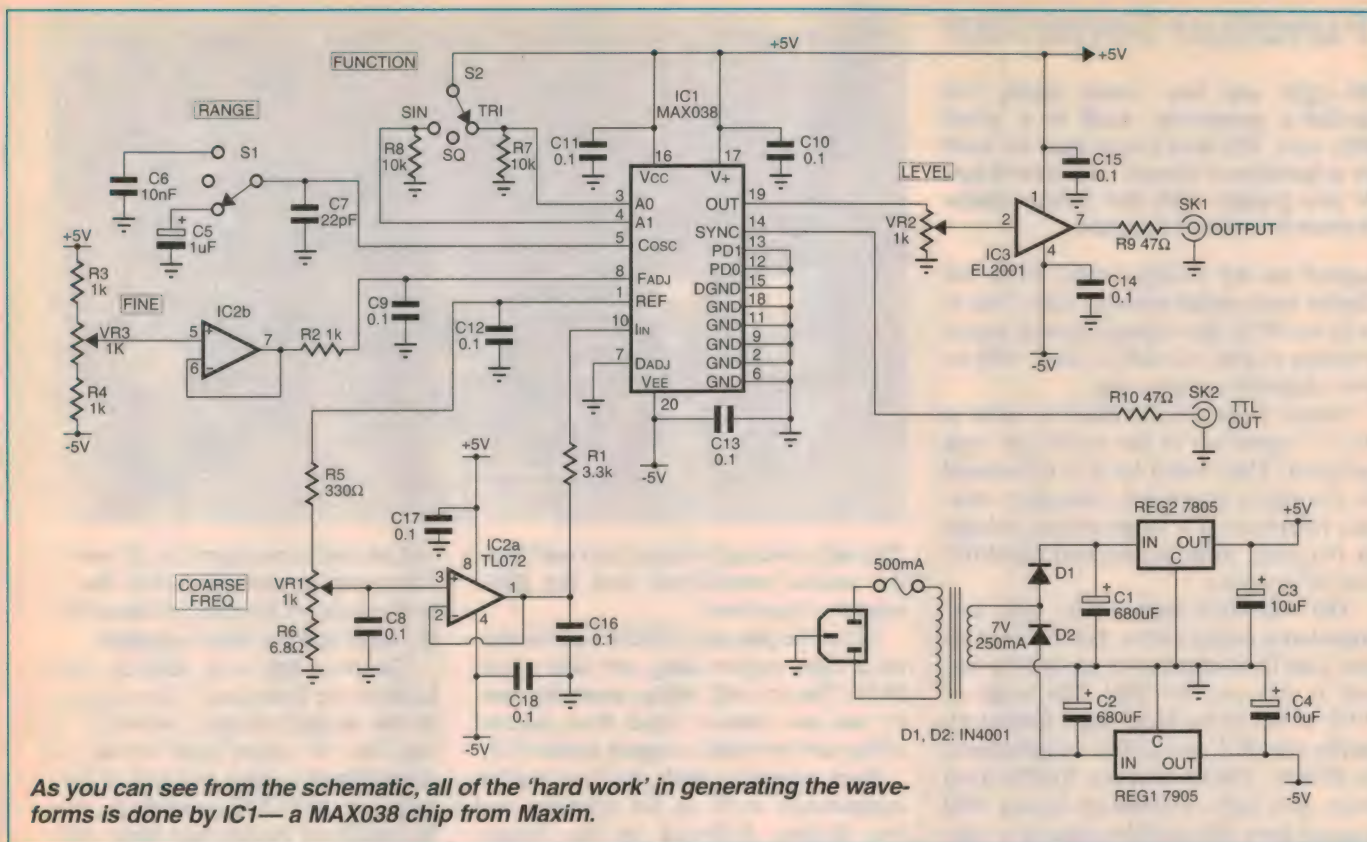 +5V
+5V
FUNCTION
S2
IC1
MAX038
RANGE
SIN
TRI
SQ
R8
10k
R7
10k
C11
0.1
C10
0.1
16
17
VCC
V+
S1
C6
10nF
C5
1uF
+
C7
22pF
3
A0
4
A1
5
COSC
8
FADJ
1
REF
10
IIN
7
DADJ
VEE
20
OUT
19
SYNC
14
PD1
13
PD0
12
DGND
15
GND
18
GND
11
GND
9
GND
2
GND
6
LEVEL
VR2
1k
1
2
7
4
IC3
EL2001
C15
0.1
C14
0.1
-5V
R9 47Ω
SK1
OUTPUT
R10 47Ω
SK2
TTL
OUT
+5V
R3
1k
FINE
VR3
1K
R4
1k
-5V
IC2b
5
+
6
−
7
R2 1k
C9
0.1
C12
0.1
-5V
C13
0.1
R5
330Ω
COARSE
FREQ
VR1
1k
R6
6.8Ω
C8
0.1
+5V
C17
0.1
IC2a
TL072
8
3
+
2
−
1
4
C18
0.1
-5V
C16
0.1
R1
3.3k
500mA
7V
250mA
D1
D2
D1, D2: IN4001
C1
680uF
+
C2
680uF
+
REG2 7805
IN
OUT
C
+5V
C3
10uF
+
C4
10uF
+
C
IN
OUT
REG1 7905
-5V
As you can see from the schematic, all of the 'hard work' in generating the wave-
forms is done by IC1— a MAX038 chip from Maxim.